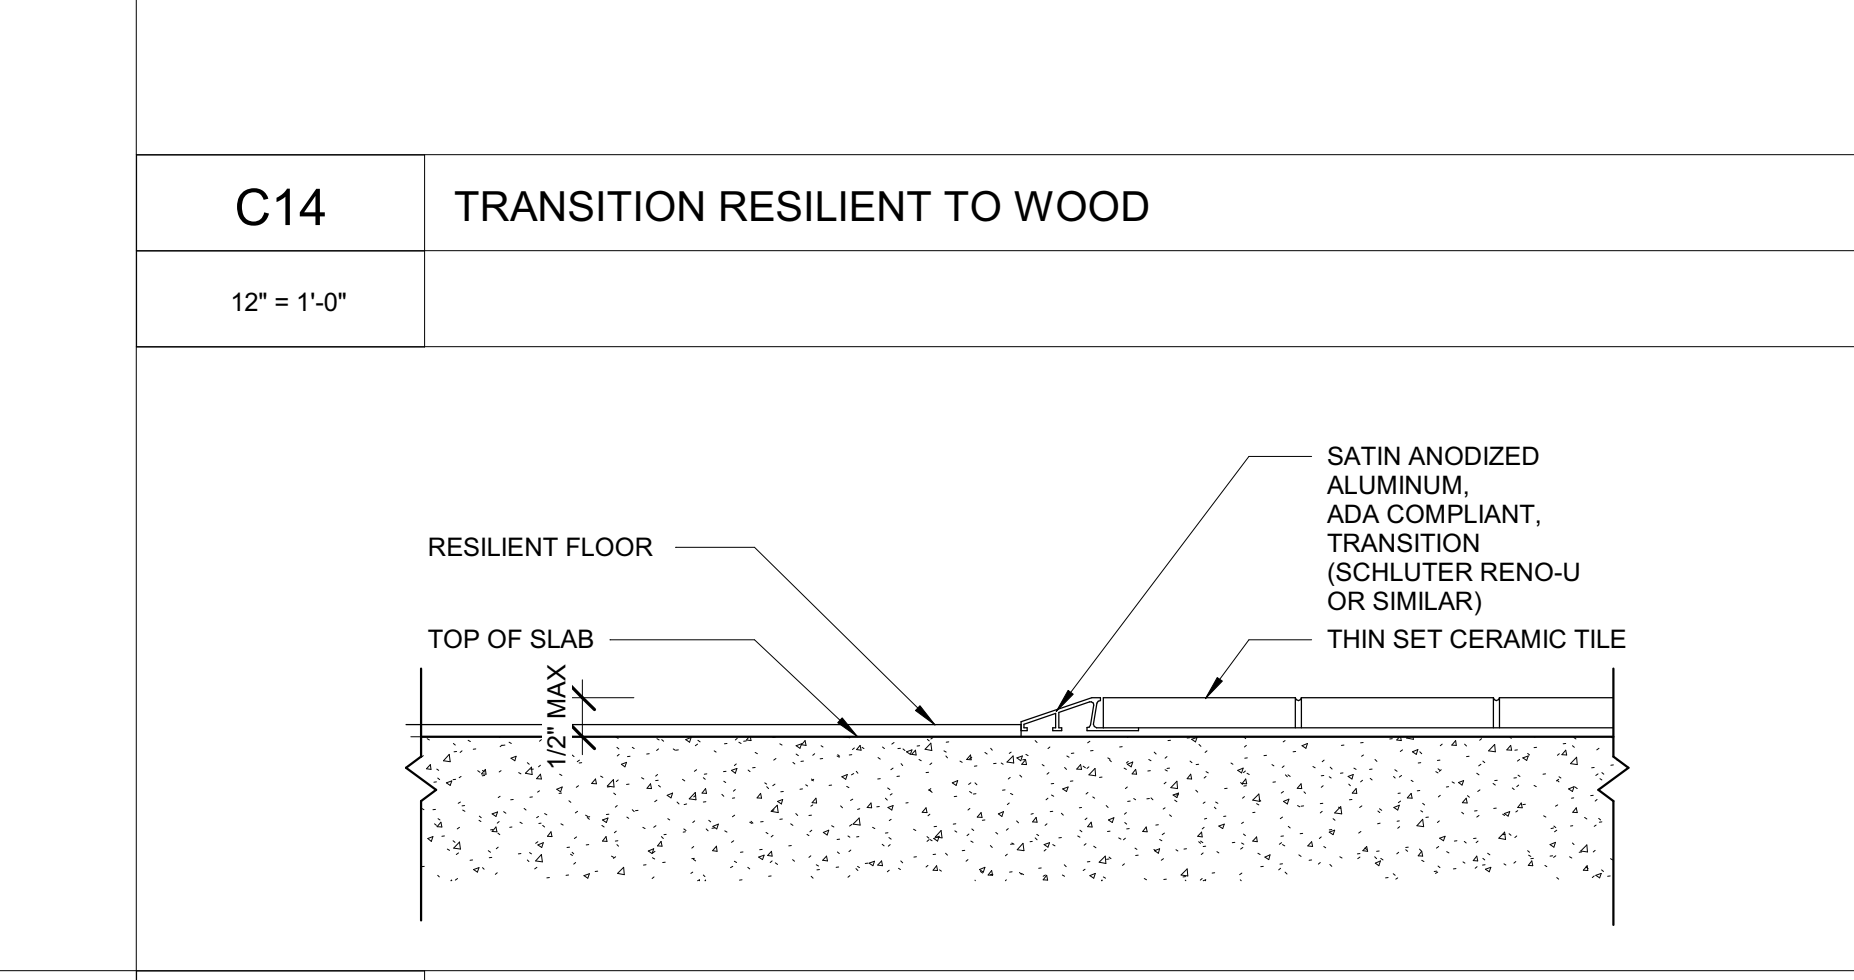 C14
TRANSITION RESILIENT TO WOOD
12" = 1'-0"
SATIN ANODIZED
ALUMINUM,
ADA COMPLIANT,
TRANSITION
(SCHLUTER RENO-U
OR SIMILAR)
RESILIENT FLOOR
TOP OF SLAB
THIN SET CERAMIC TILE
1/2" MAX